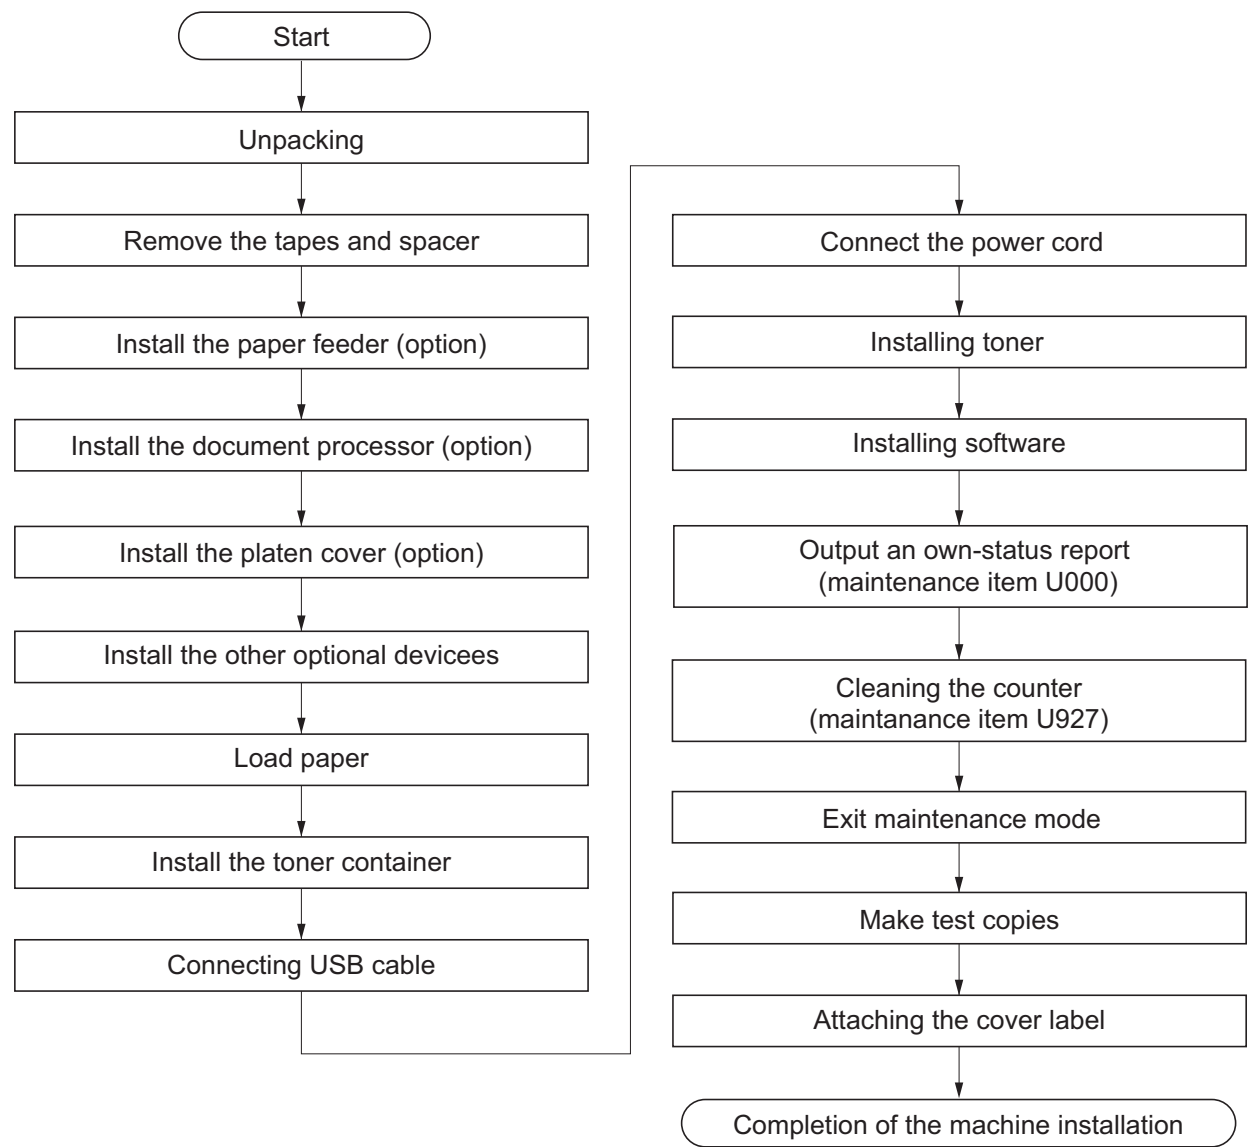 Start
Unpacking
Remove the tapes and spacer
Install the paper feeder (option)
Install the document processor (option)
Install the platen cover (option)
Install the other optional devicees
Load paper
Install the toner container
Connecting USB cable
Connect the power cord
Installing toner
Installing software
Output an own-status report
(maintenance item U000)
Cleaning the counter
(maintanance item U927)
Exit maintenance mode
Make test copies
Attaching the cover label
Completion of the machine installation